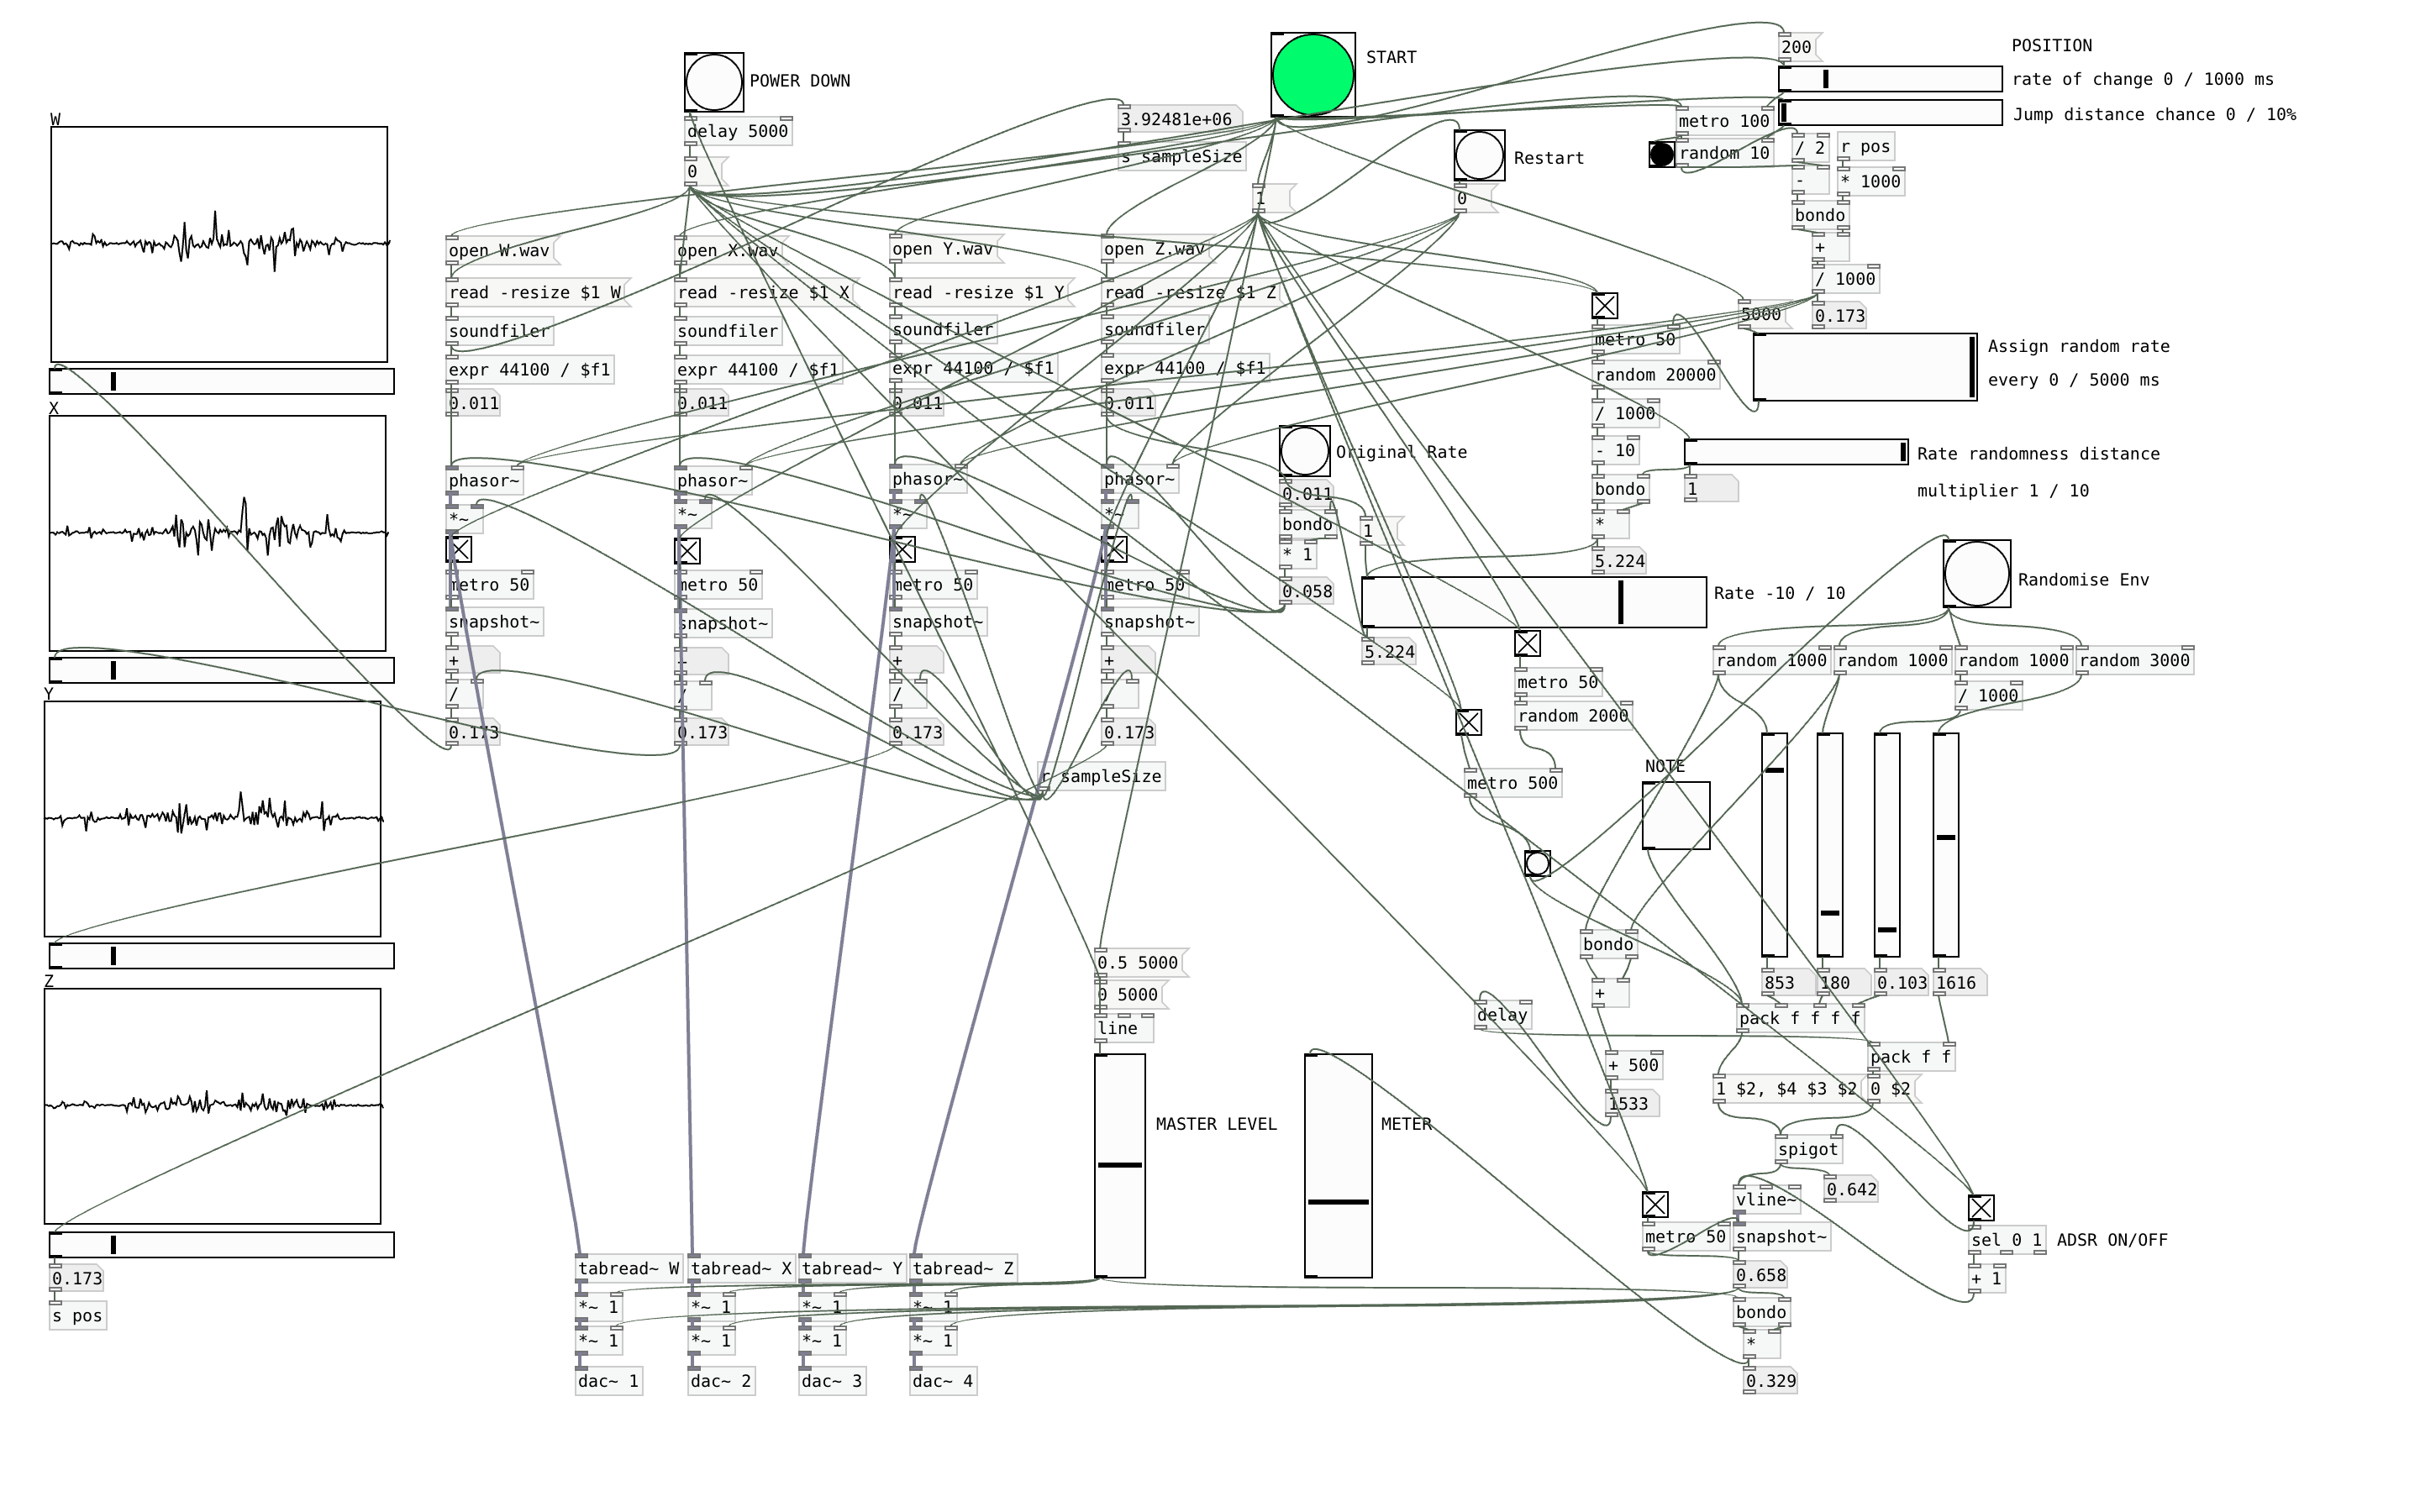 POWER DOWN
delay 5000
0
START
3.92481e+06
s sampleSize
Restart
1
0
200
POSITION
rate of change 0 / 1000 ms
Jump distance chance 0 / 10%
metro 100
random 10
/ 2
r pos
-
* 1000
bondo
+
/ 1000
0.173
W
open W.wav
open X.wav
open Y.wav
open Z.wav
read -resize $1 W
read -resize $1 X
read -resize $1 Y
read -resize $1 Z
soundfiler
soundfiler
soundfiler
soundfiler
expr 44100 / $f1
expr 44100 / $f1
expr 44100 / $f1
expr 44100 / $f1
0.011
0.011
0.011
0.011
5000
Assign random rate
every 0 / 5000 ms
metro 50
random 20000
/ 1000
- 10
bondo
*
5.224
Rate randomness distance
multiplier 1 / 10
1
X
phasor~
phasor~
phasor~
phasor~
*~
*~
*~
*~
metro 50
metro 50
metro 50
metro 50
snapshot~
snapshot~
snapshot~
snapshot~
+
+
+
/
/
/
0.173
0.173
0.173
0.173
r sampleSize
Original Rate
0.011
bondo
* 1
0.058
1
Rate -10 / 10
5.224
metro 50
random 2000
metro 500
Randomise Env
random 1000
random 1000
random 1000
random 3000
/ 1000
NOTE
Y
bondo
+
+ 500
1533
delay
853
180
0.103
1616
pack f f f f
pack f f
1 $2, $4 $3 $2
0 $2
spigot
0.642
vline~
metro 50
snapshot~
0.658
bondo
*
0.329
sel 0 1
ADSR ON/OFF
+ 1
Z
0.5 5000
0 5000
line
MASTER LEVEL
METER
0.173
s pos
tabread~ W
tabread~ X
tabread~ Y
tabread~ Z
*~ 1
*~ 1
*~ 1
*~ 1
*~ 1
*~ 1
*~ 1
*~ 1
dac~ 1
dac~ 2
dac~ 3
dac~ 4